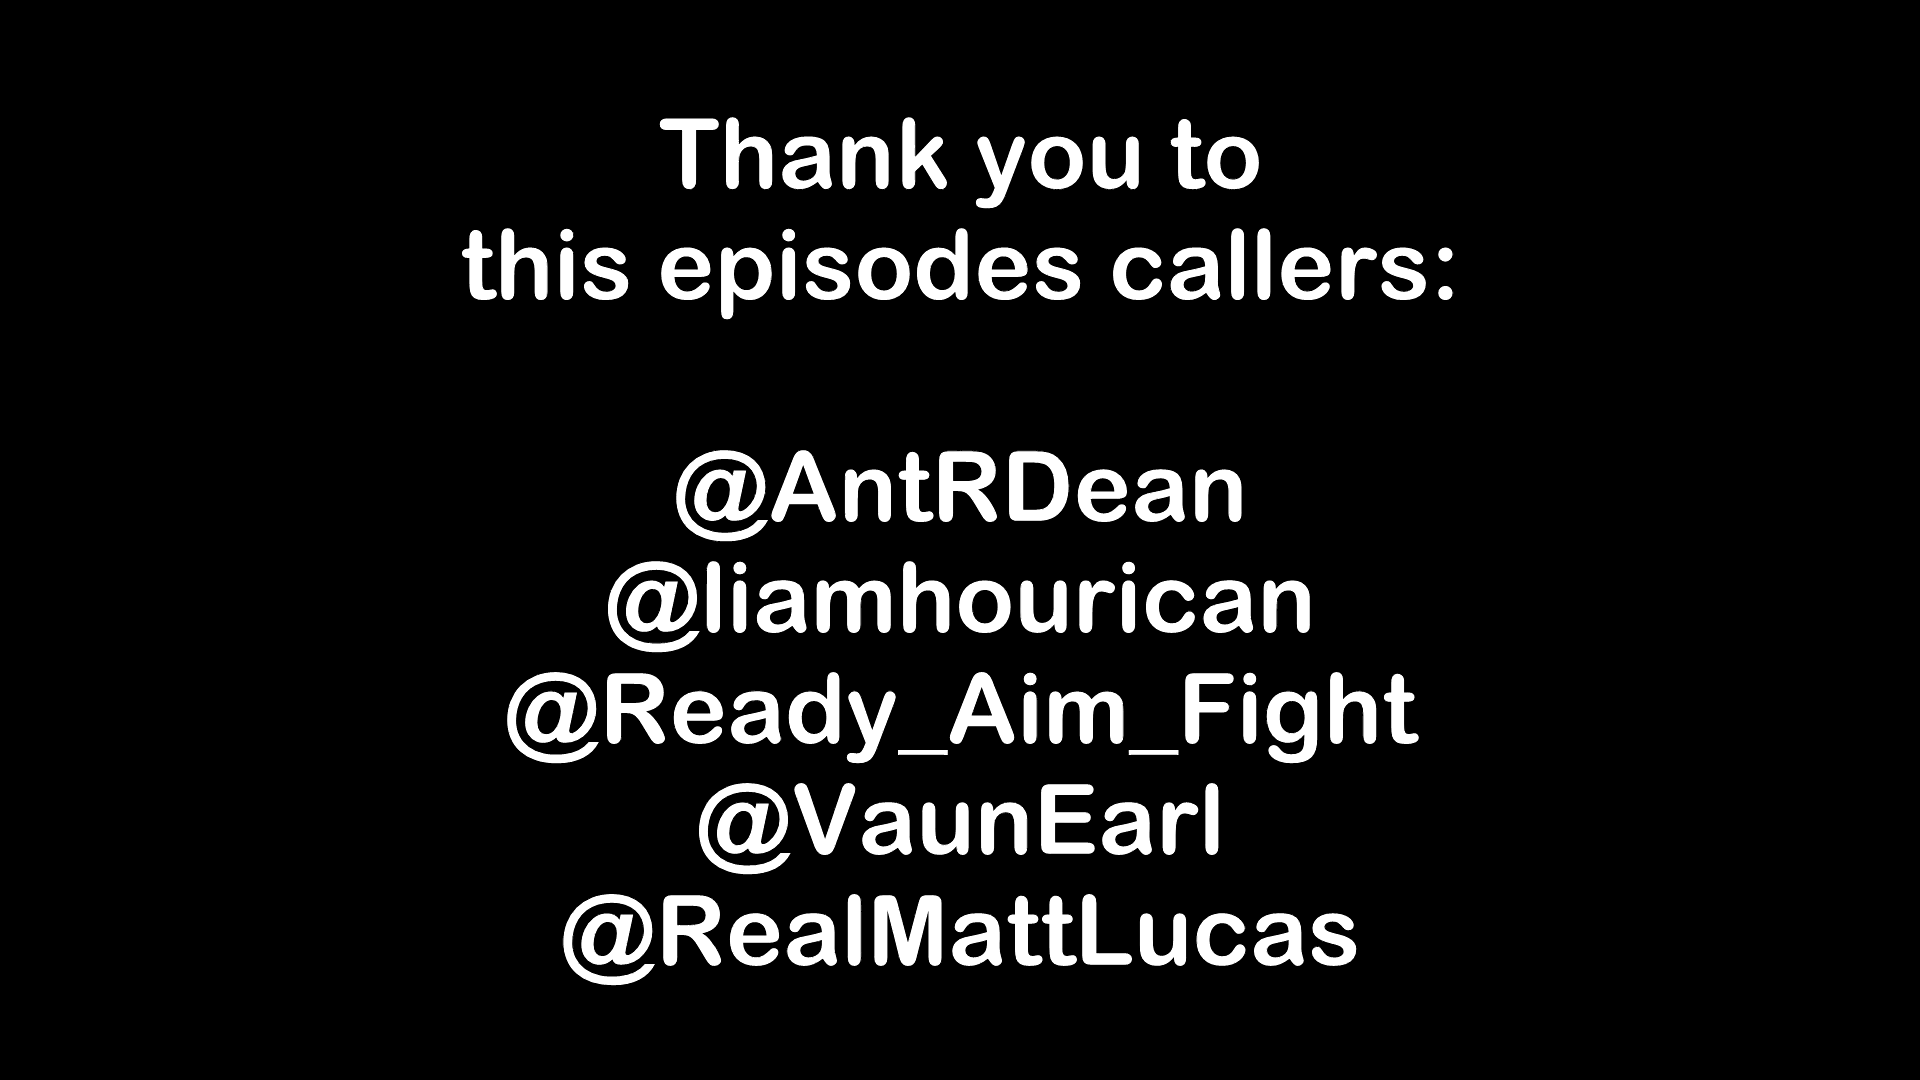 Thank you to
this episodes callers:
@AntRDean
@liamhourican
@Ready_Aim_Fight
@VaunEarl
@RealMattLucas